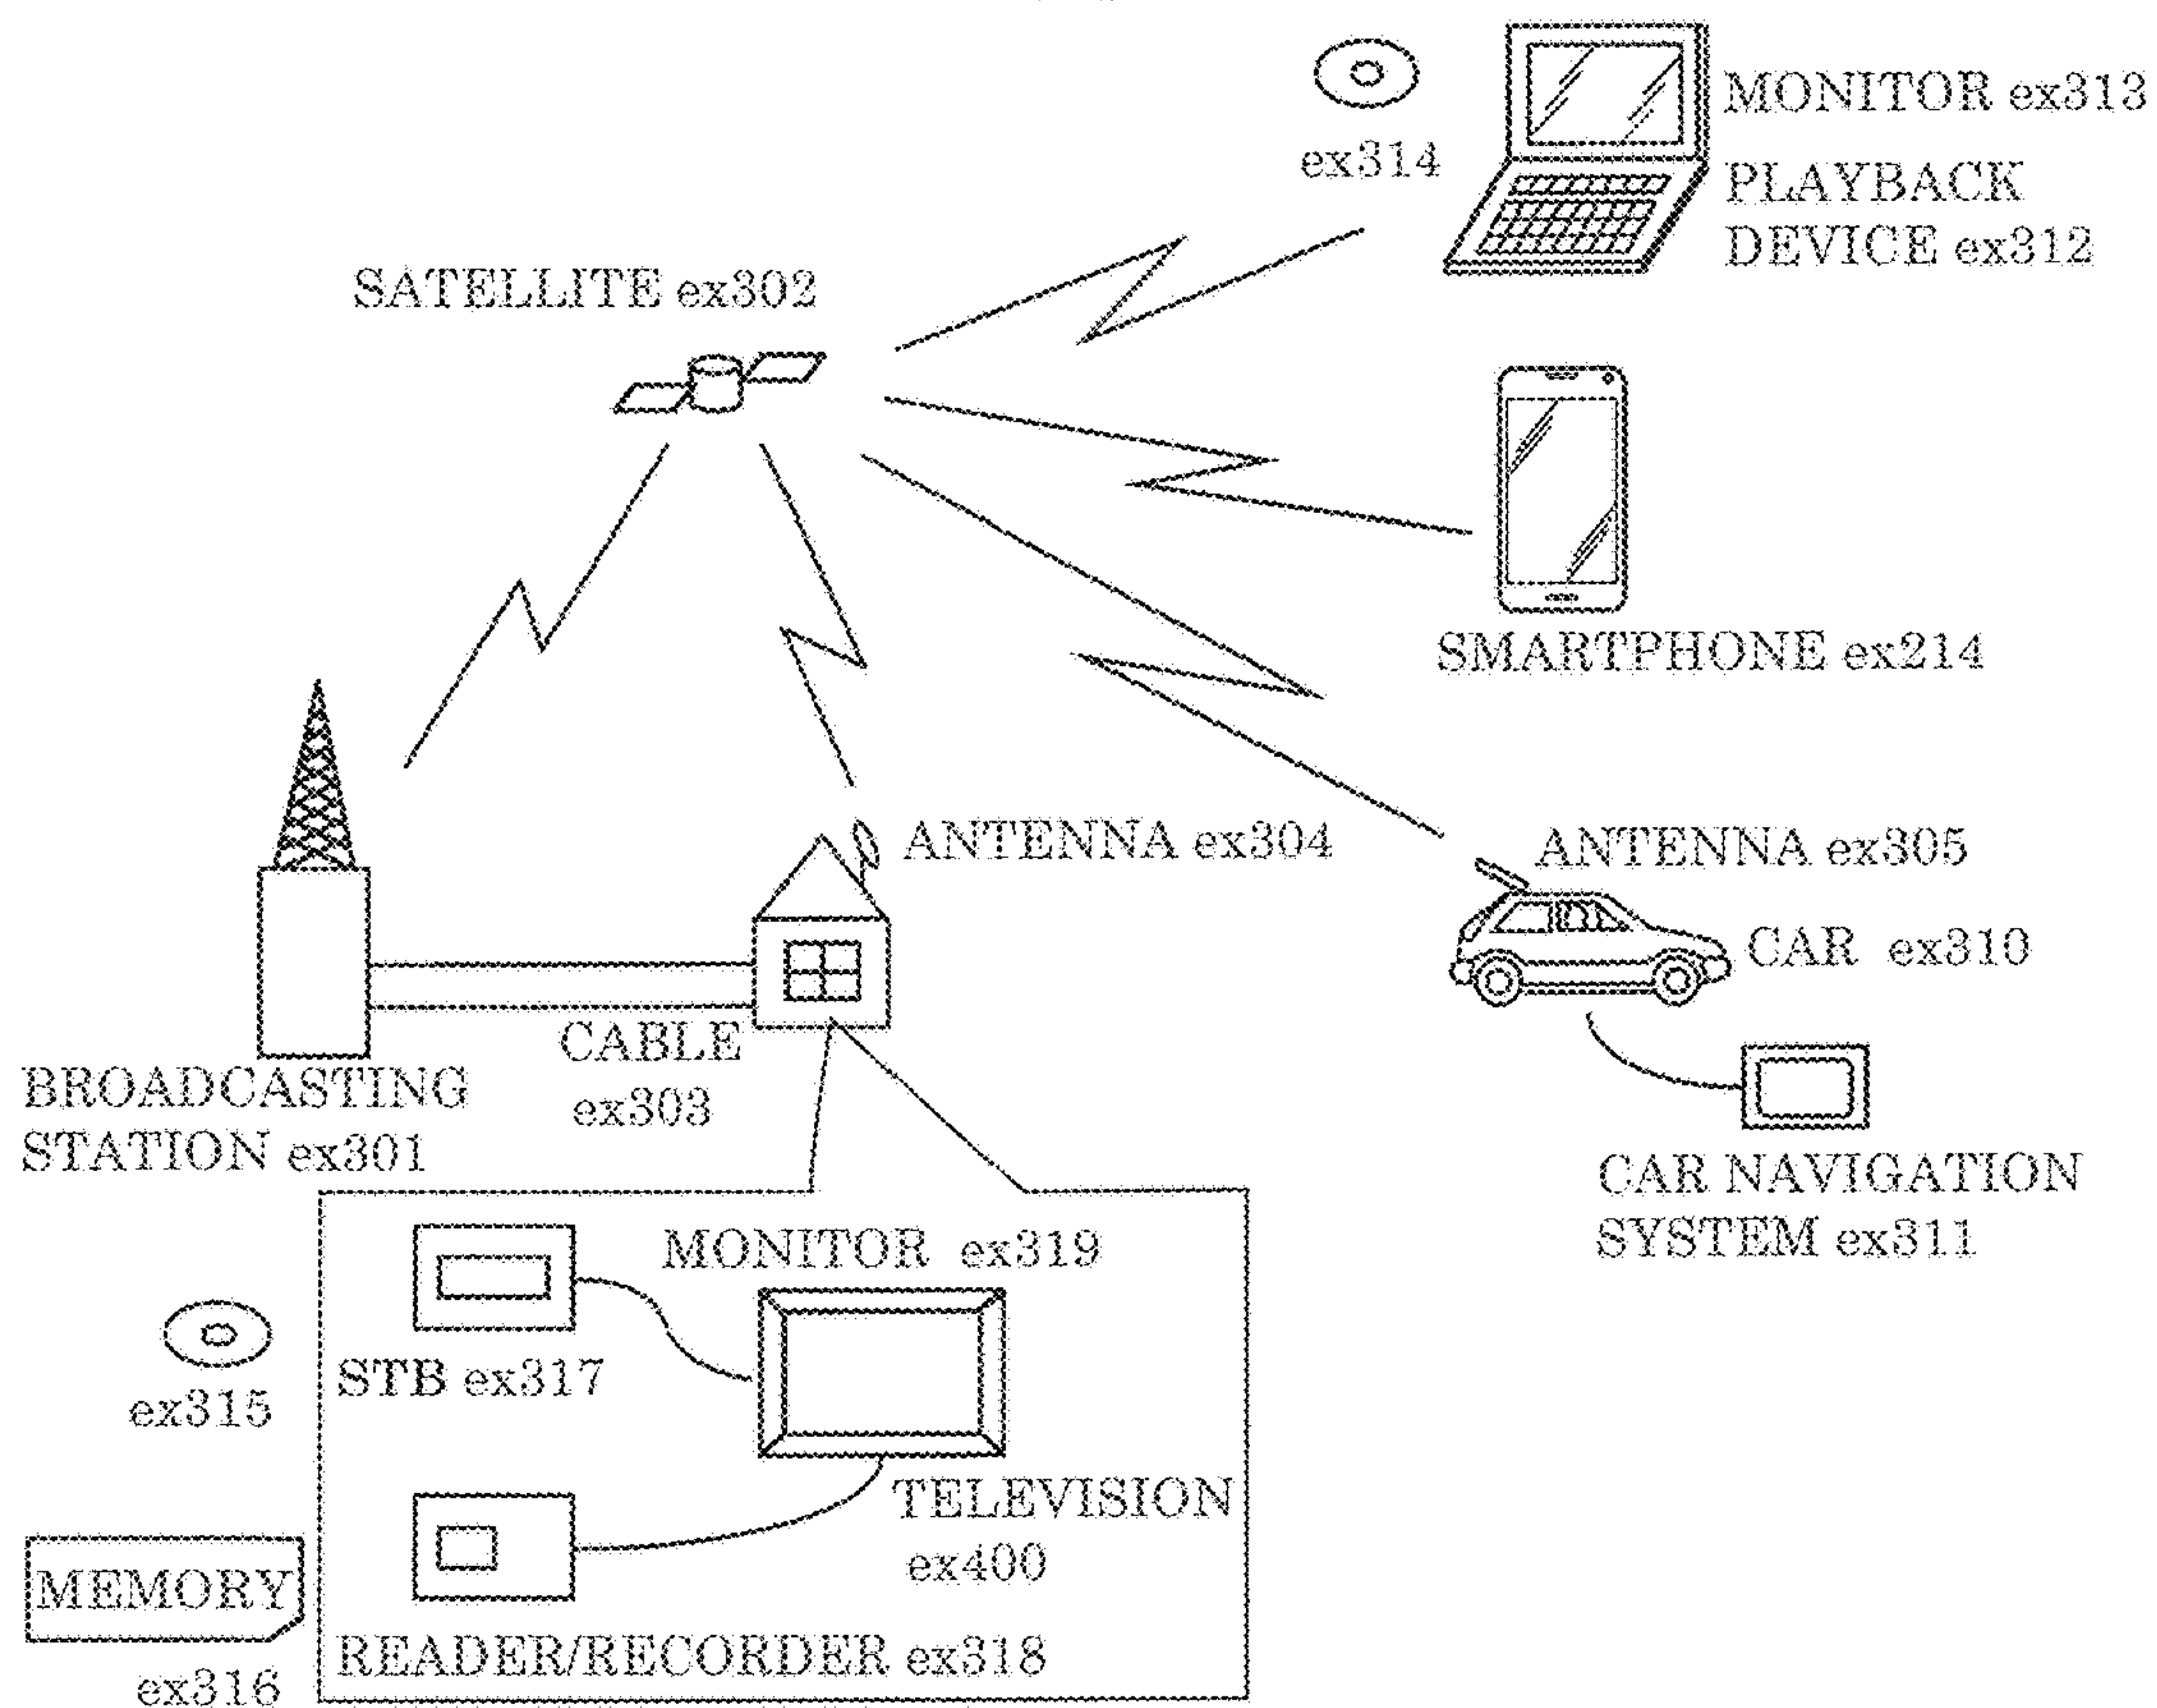 MONITOR ex313
ex314
PLAYBACK
DEVICE ex312
SATELLITE ex302
SMARTPHONE ex214
ANTENNA ex304
ANTENNA ex305
CAR ex310
CABLE
ex303
BROADCASTING
STATION ex301
CAR NAVIGATION
SYSTEM ex311
MONITOR ex319
STB ex317
ex315
TELEVISION
ex400
MEMORY
ex316
READER/RECORDER ex318